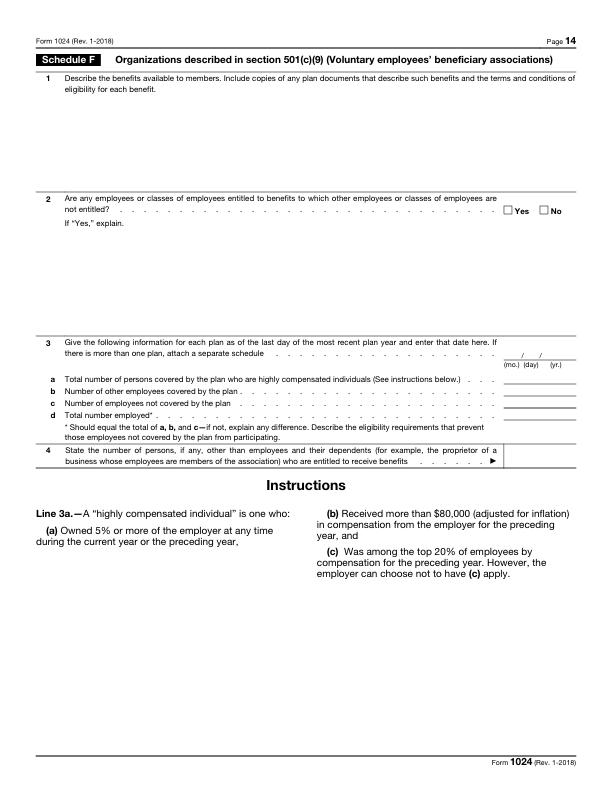 Form 1024 (Rev. 1-2018) Page 14
Schedule F Organizations described in section 501(c)(9) (Voluntary employees' beneficiary associations)
1 Describe the benefits available to members. Include copies of any plan documents that describe such benefits and the terms and conditions of
eligibility for each benefit.
2 Are any employees or classes of employees entitled to benefits to which other employees or classes of employees are
not entitled? . . . . . . . . . . . . . . . . . . . . . . . . . . . . . . . . Yes No
If "Yes," explain.
3 Give the following information for each plan as of the last day of the most recent plan year and enter that date here. If
there is more than one plan, attach a separate schedule . . . . . . . . . . . . . . . . . . . / /
(mo.) (day) (yr.)
a Total number of persons covered by the plan who are highly compensated individuals (See instructions below.) . . .
b Number of other employees covered by the plan . . . . . . . . . . . . . . . . . . . . . .
c Number of employees not covered by the plan . . . . . . . . . . . . . . . . . . . . . .
d Total number employed* . . . . . . . . . . . . . . . . . . . . . . . . . . . . .
* Should equal the total of a, b, and c—if not, explain any difference. Describe the eligibility requirements that prevent
those employees not covered by the plan from participating.
4 State the number of persons, if any, other than employees and their dependents (for example, the proprietor of a
business whose employees are members of the association) who are entitled to receive benefits . . . . . . ▶
Instructions
Line 3a.—A "highly compensated individual" is one who:
(a) Owned 5% or more of the employer at any time
during the current year or the preceding year,
(b) Received more than $80,000 (adjusted for inflation)
in compensation from the employer for the preceding
year, and
(c) Was among the top 20% of employees by
compensation for the preceding year. However, the
employer can choose not to have (c) apply.
Form 1024 (Rev. 1-2018)